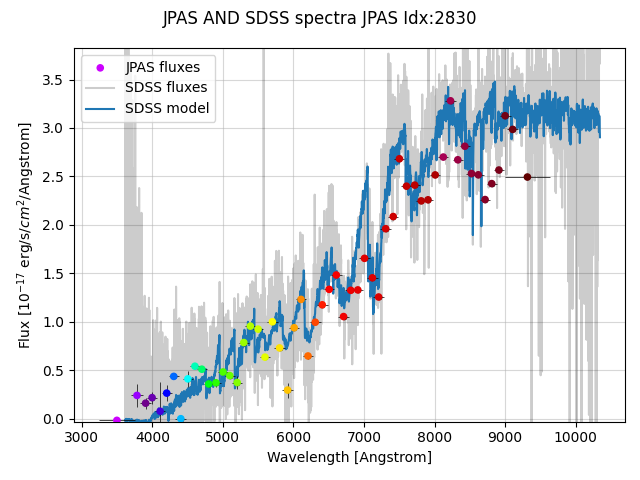 JPAS AND SDSS spectra JPAS Idx:2830
JPAS fluxes
SDSS fluxes
SDSS model
Flux [10⁻¹⁷ erg/s/cm²/Angstrom]
3.5
3.0
2.5
2.0
1.5
1.0
0.5
0.0
3000 4000 5000 6000 7000 8000 9000 10000
Wavelength [Angstrom]